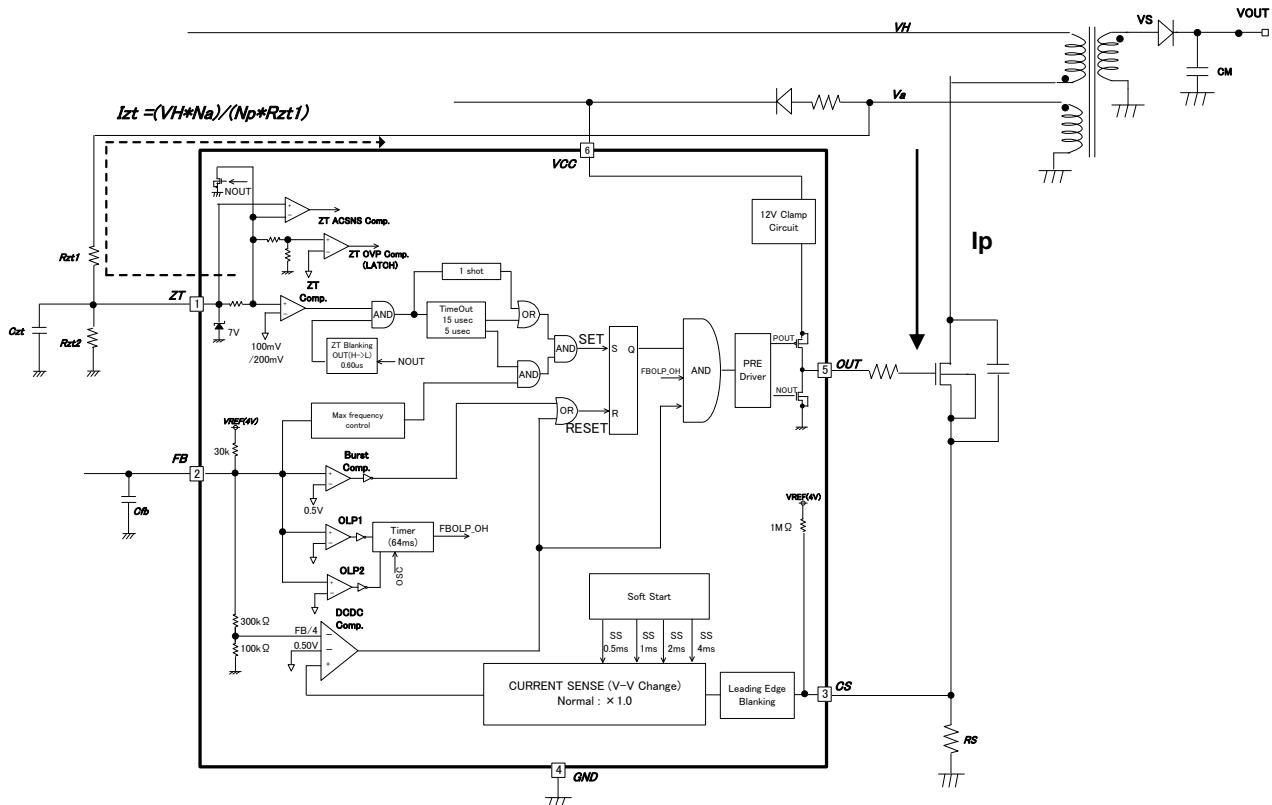 VH
VS
VOUT
CM
Izt =(VH*Na)/(Np*Rzt1)
Va
6
VCC
NOUT
ZT ACSNS Comp.
12V Clamp
Circuit
Ip
Rzt1
ZT OVP Comp.
(LATCH)
ZT
Comp.
1 shot
ZT
1
Czt
Rzt2
7V
100mV
/200mV
AND
TimeOut
15 usec
5 usec
OR
ZT Blanking
OUT(H->L)
0.60us
NOUT
AND
SET
S
Q
AND
FBOLP_OH
AND
PRE
Driver
POUT
NOUT
5
OUT
Max frequency
control
OR
R
RESET
VREF(4V)
30k
FB
2
Cfb
Burst
Comp.
0.5V
OLP1
Timer
(64ms)
FBOLP_OH
OSC
OLP2
VREF(4V)
1MΩ
300kΩ
100kΩ
FB/4
0.50V
DCDC
Comp.
Soft Start
SS
0.5ms
SS
1ms
SS
2ms
SS
4ms
CURRENT SENSE (V-V Change)
Normal : × 1.0
Leading Edge
Blanking
3
CS
RS
4
GND